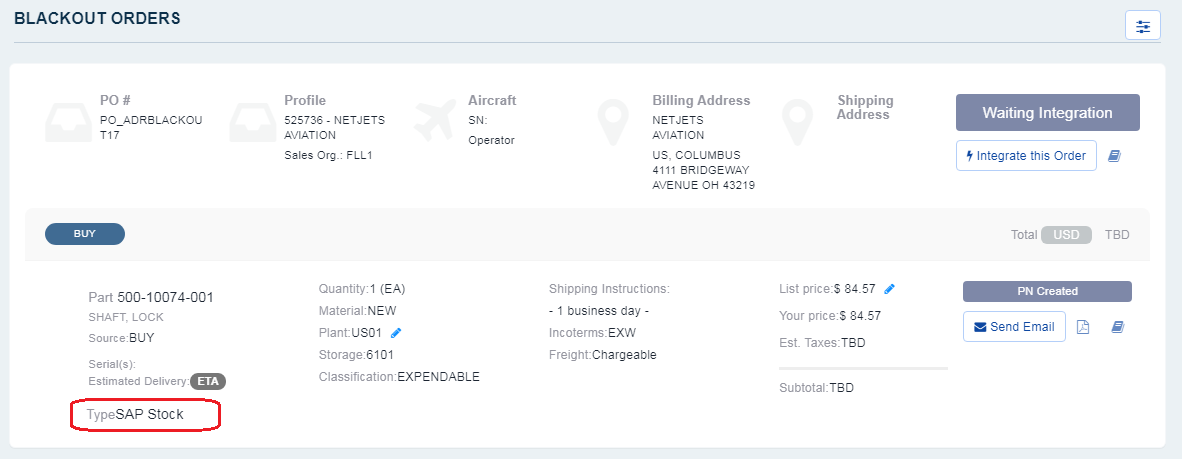 BLACKOUT ORDERS
PO #
PO_ADRBLACKOU
T17
Profile
525736 - NETJETS
AVIATION
Sales Org.: FLL1
Aircraft
SN:
Operator
Billing Address
NETJETS
AVIATION
US, COLUMBUS
4111 BRIDGEWAY
AVENUE OH 43219
Shipping
Address
Waiting Integration
Integrate this Order
BUY
Total USD TBD
Part 500-10074-001
SHAFT, LOCK
Source:BUY
Serial(s):
Estimated Delivery: ETA
TypeSAP Stock
Quantity:1 (EA)
Material:NEW
Plant:US01
Storage:6101
Classification:EXPENDABLE
Shipping Instructions:
- 1 business day -
Incoterms:EXW
Freight:Chargeable
List price:$ 84.57
Your price:$ 84.57
Est. Taxes:TBD
Subtotal:TBD
PN Created
Send Email